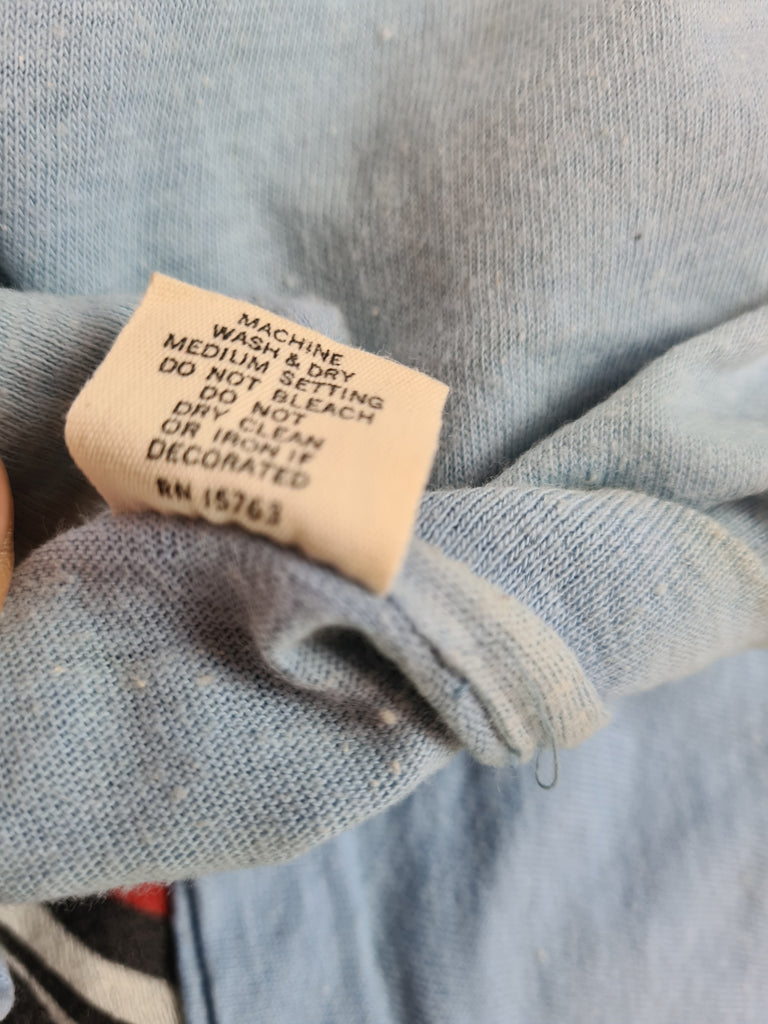 MACHINE
WASH & DRY
MEDIUM SETTING
DO NOT BLEACH
DO NOT
DRY CLEAN
OR IRON IF
DECORATED
RN 15763